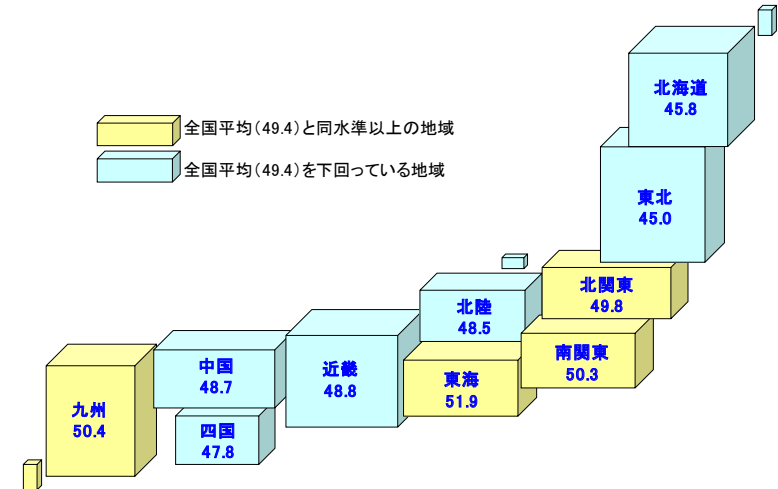 北海道
45.8
全国平均(49.4)と同水準以上の地域
全国平均(49.4)を下回っている地域
東北
45.0
北関東
49.8
北陸
48.5
南関東
50.3
中国
48.7
近畿
48.8
東海
51.9
九州
50.4
四国
47.8